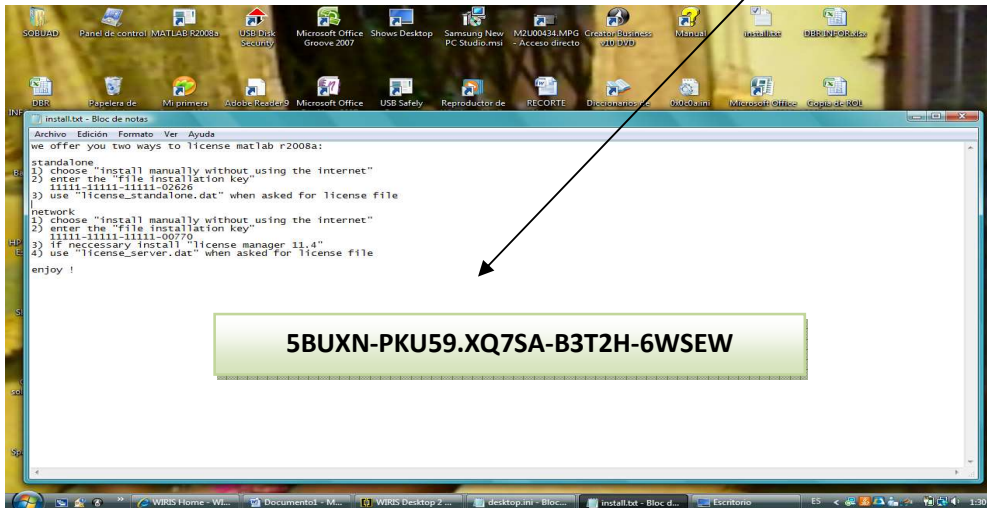 SOBUAD Panel de control MATLAB R2008a USB Disk Security Microsoft Office Groove 2007 Shows Desktop Samsung New PC Studio.msi M2U00434.MPG - Acceso directo Creator Business v10 DVD Manual install.txt
DBR Papelera de Mi primera Adobe Reader 9 Microsoft Office USB Safely Reproductor de RECORTE Diccionarios de Microsoft Office Copia de ROL
install.txt - Bloc de notas
Archivo Edición Formato Ver Ayuda
we offer you two ways to license matlab r2008a:
standalone
1) choose "install manually without using the internet"
2) enter the "file installation key"
11111-11111-11111-02626
3) use "license_standalone.dat" when asked for license file
network
1) choose "install manually without using the internet"
2) enter the "file installation key"
11111-11111-11111-00770
3) if neccessary install "license manager 11.4"
4) use "license_server.dat" when asked for license file
enjoy !
5BUXN-PKU59.XQ7SA-B3T2H-6WSEW
WIRIS Home - WI... Documento1 - M... WIRIS Desktop 2 ... desktop.ini - Bloc... install.txt - Bloc d... Escritorio ES 1:30